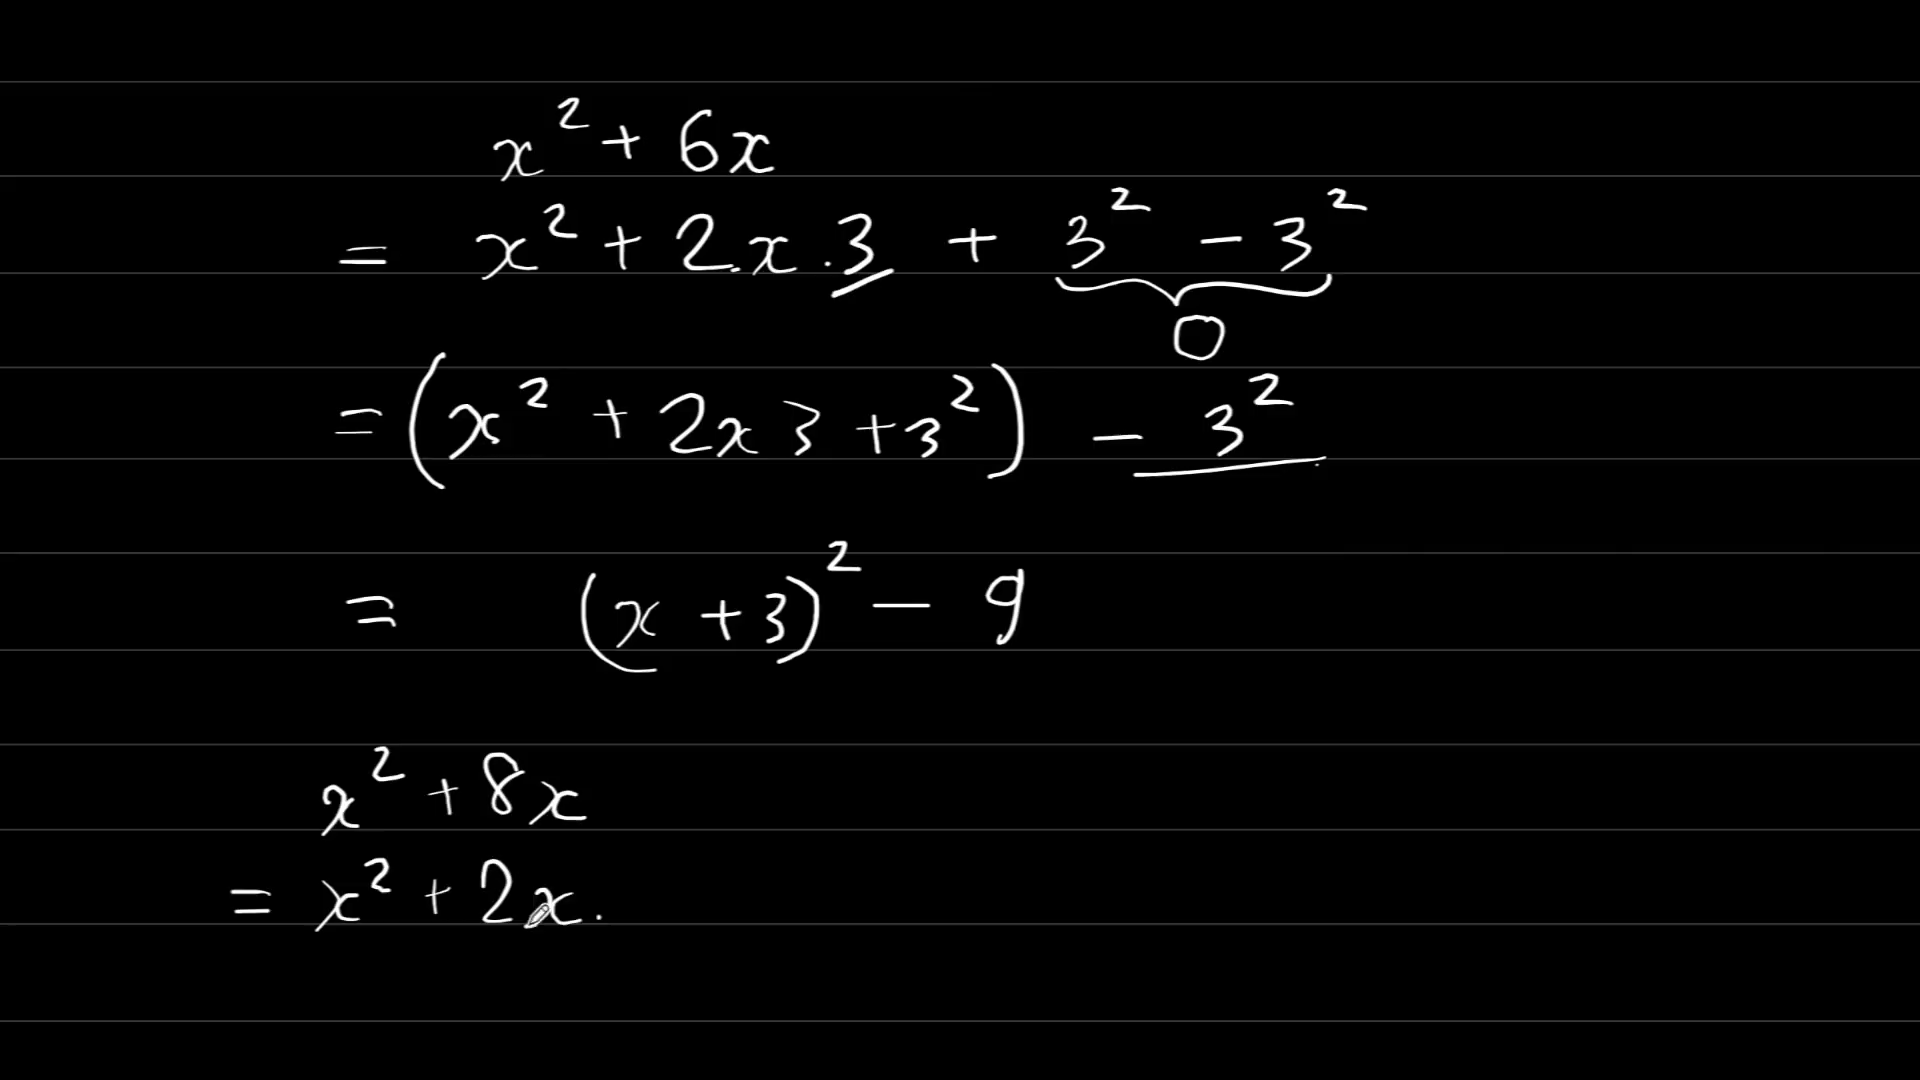 x² + 6x
= x² + 2.x.3 + 3² - 3²
0
= (x² + 2x3 + 3²) - 3²
= (x + 3)² - 9
x² + 8x
= x² + 2x.